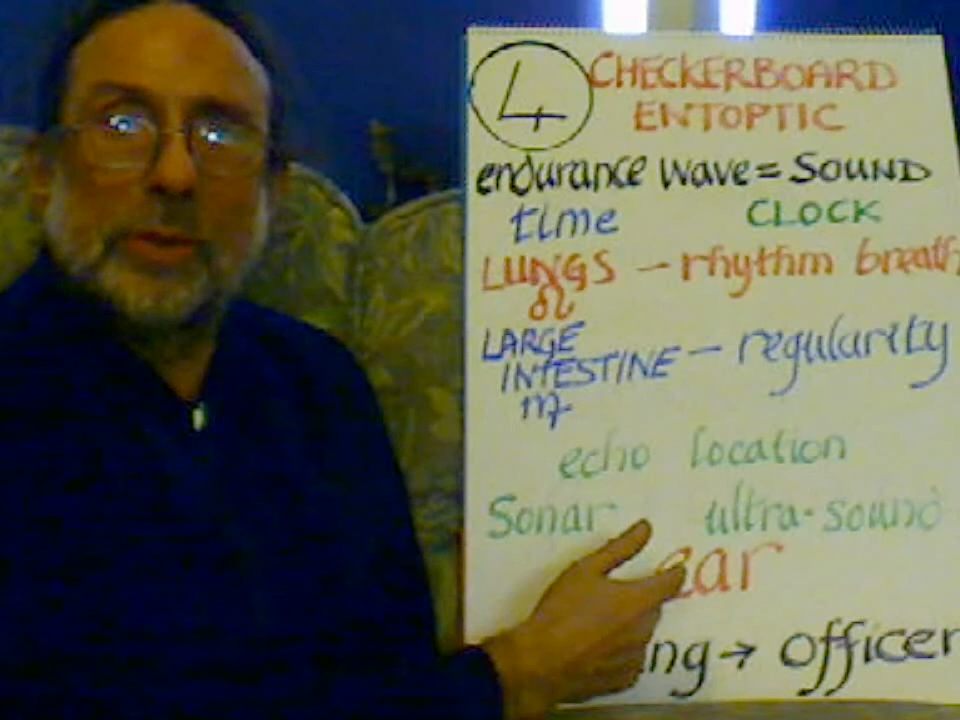 4 CHECKERBOARD
ENTOPTIC
endurance wave = SOUND
time CLOCK
LUNGS — rhythm breath
♉
LARGE
INTESTINE — regularity
♍
echo location
Sonar ultra-sound
ear
→ officer